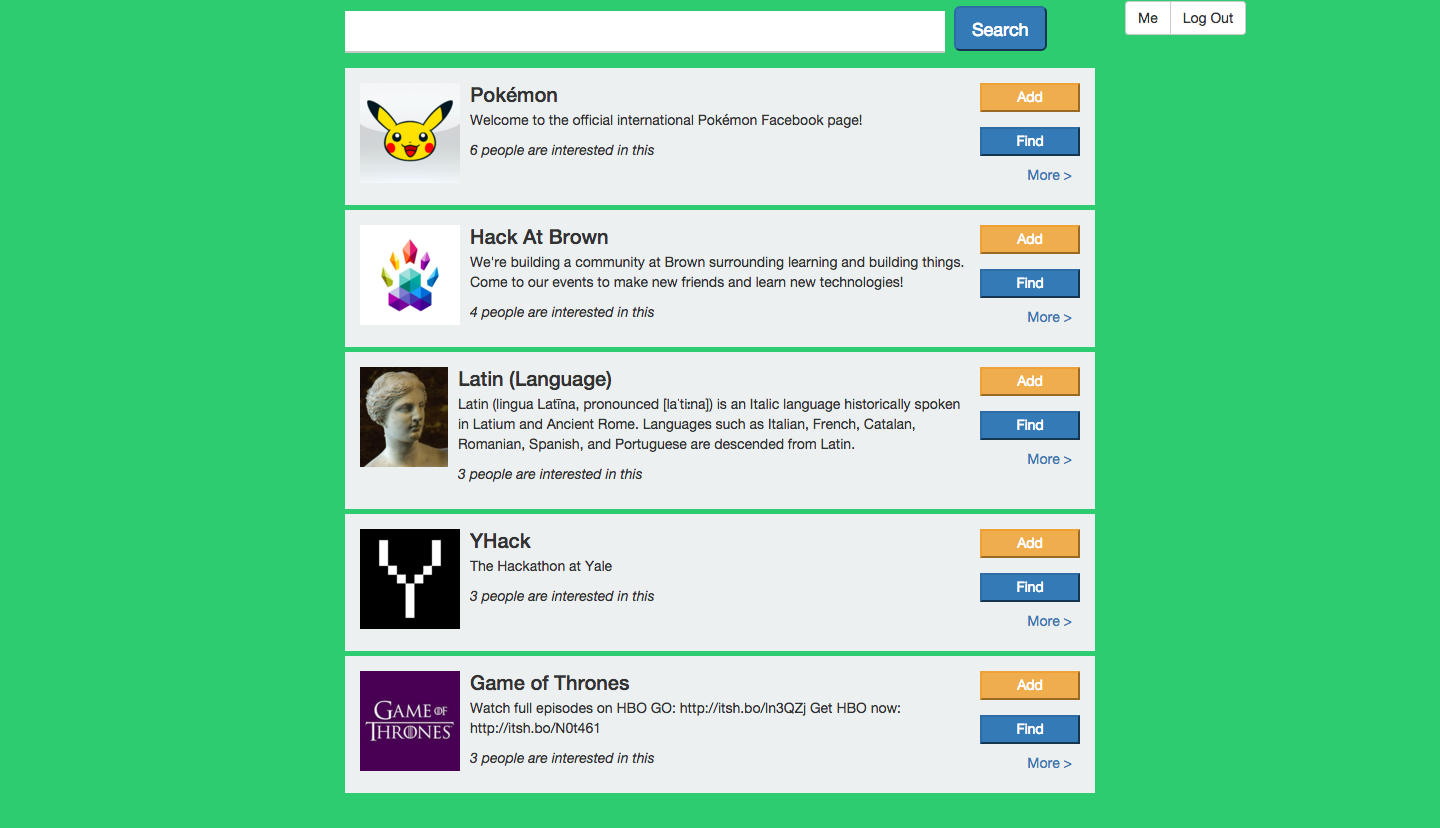 Search
Me
Log Out
Pokémon
Welcome to the official international Pokémon Facebook page!
6 people are interested in this
Add
Find
More >
Hack At Brown
We're building a community at Brown surrounding learning and building things.
Come to our events to make new friends and learn new technologies!
4 people are interested in this
Add
Find
More >
Latin (Language)
Latin (lingua Latīna, pronounced [laˈtiːna]) is an Italic language historically spoken
in Latium and Ancient Rome. Languages such as Italian, French, Catalan,
Romanian, Spanish, and Portuguese are descended from Latin.
3 people are interested in this
Add
Find
More >
Y
YHack
The Hackathon at Yale
3 people are interested in this
Add
Find
More >
GAME OF
THRONES
Game of Thrones
Watch full episodes on HBO GO: http://itsh.bo/ln3QZj Get HBO now:
http://itsh.bo/N0t461
3 people are interested in this
Add
Find
More >